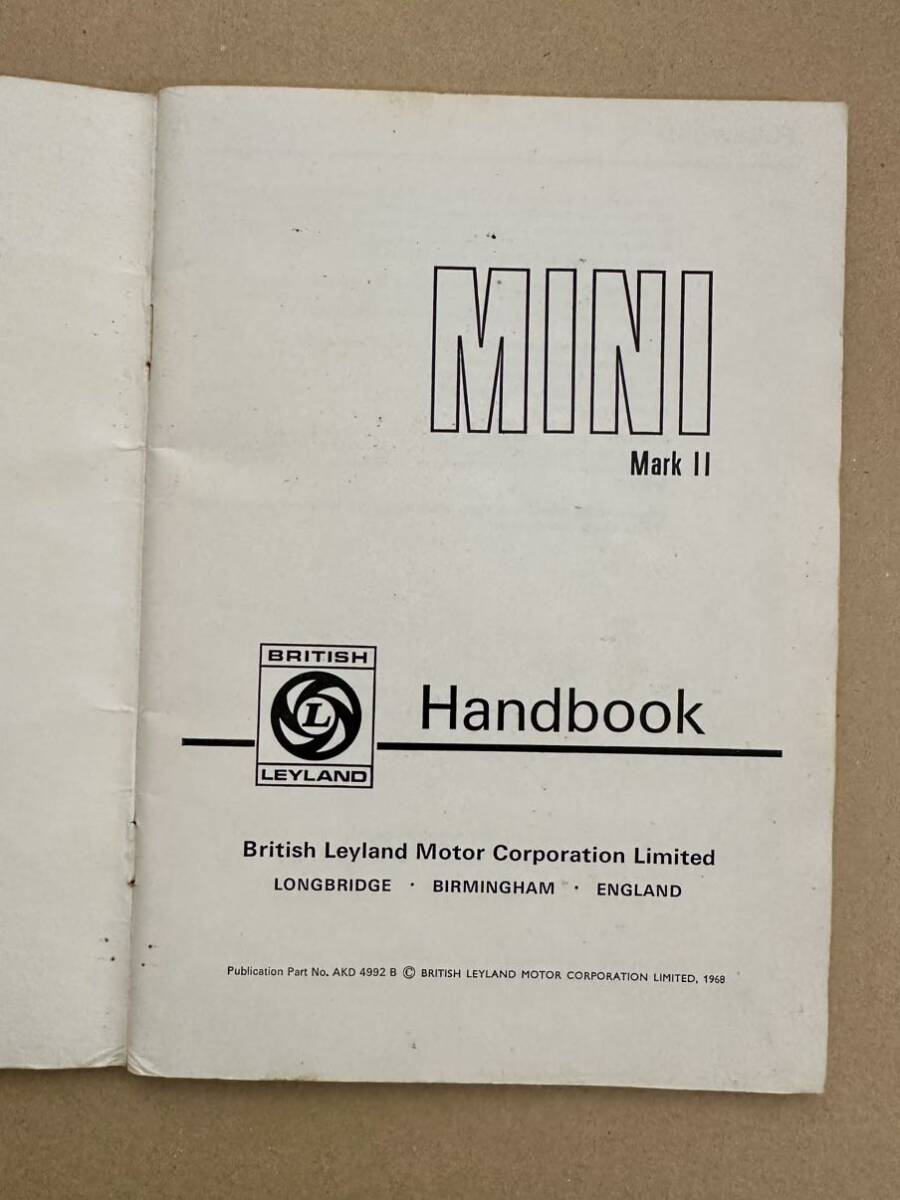 MINI
Mark II
BRITISH
L
LEYLAND
Handbook
British Leyland Motor Corporation Limited
LONGBRIDGE · BIRMINGHAM · ENGLAND
Publication Part No. AKD 4992 B © BRITISH LEYLAND MOTOR CORPORATION LIMITED, 1968